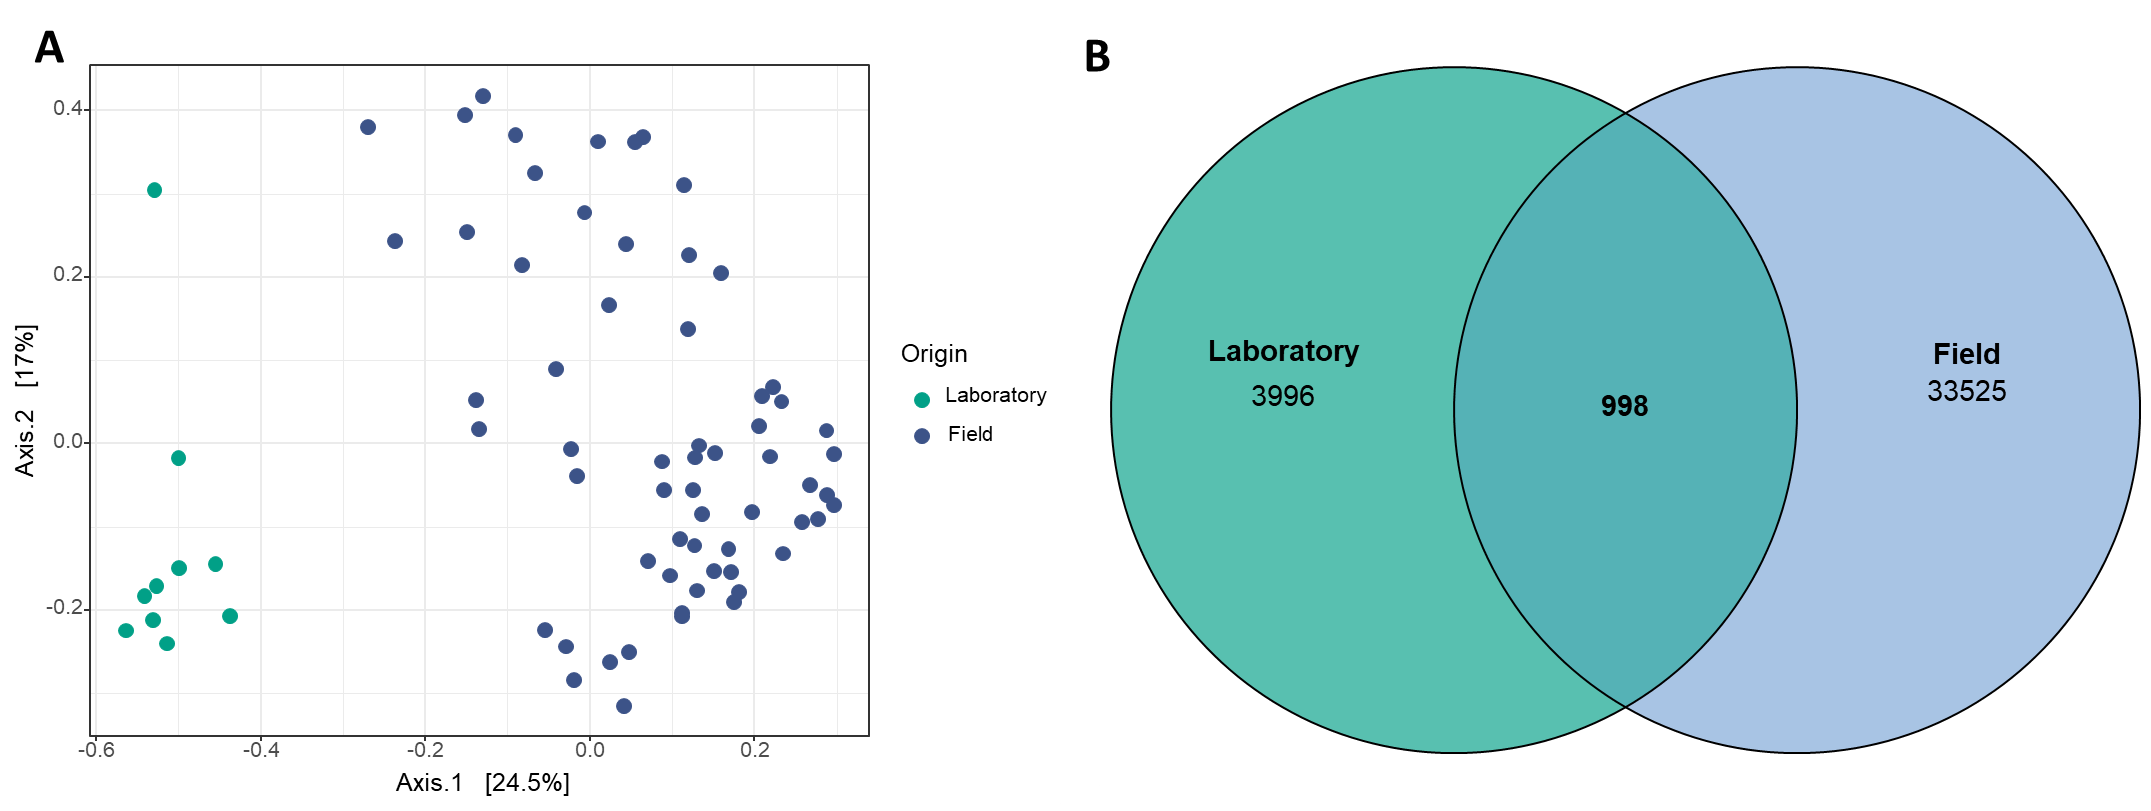 A
0.4
0.2
0.0
-0.2
Axis.2 [17%]
-0.6 -0.4 -0.2 0.0 0.2
Axis.1 [24.5%]
Origin
Laboratory
Field
B
Laboratory
3996
998
Field
33525